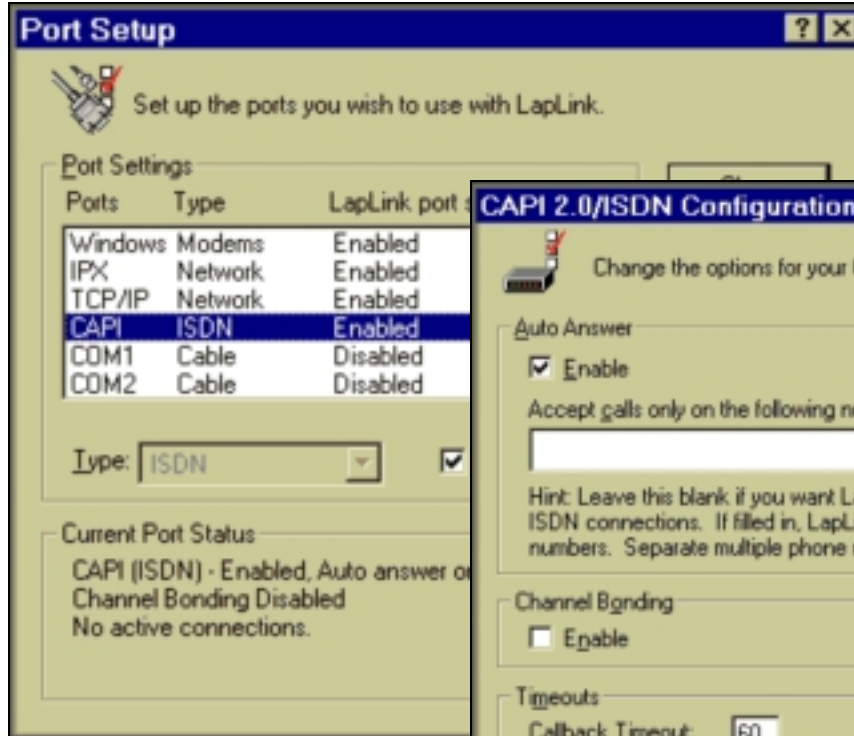 Port Setup
Set up the ports you wish to use with LapLink.
Port Settings
Ports Type LapLink port
Windows Modems Enabled
IPX Network Enabled
TCP/IP Network Enabled
CAPI ISDN Enabled
COM1 Cable Disabled
COM2 Cable Disabled
Type: ISDN
Current Port Status
CAPI (ISDN) - Enabled, Auto answer
Channel Bonding Disabled
No active connections.
CAPI 2.0/ISDN Configuration
Change the options for your
Auto Answer
Enable
Accept calls only on the following
Hint: Leave this blank if you want
ISDN connections. If filled in,
numbers. Separate multiple phone
Channel Bonding
Enable
Timeouts
Callback Timeout: 60